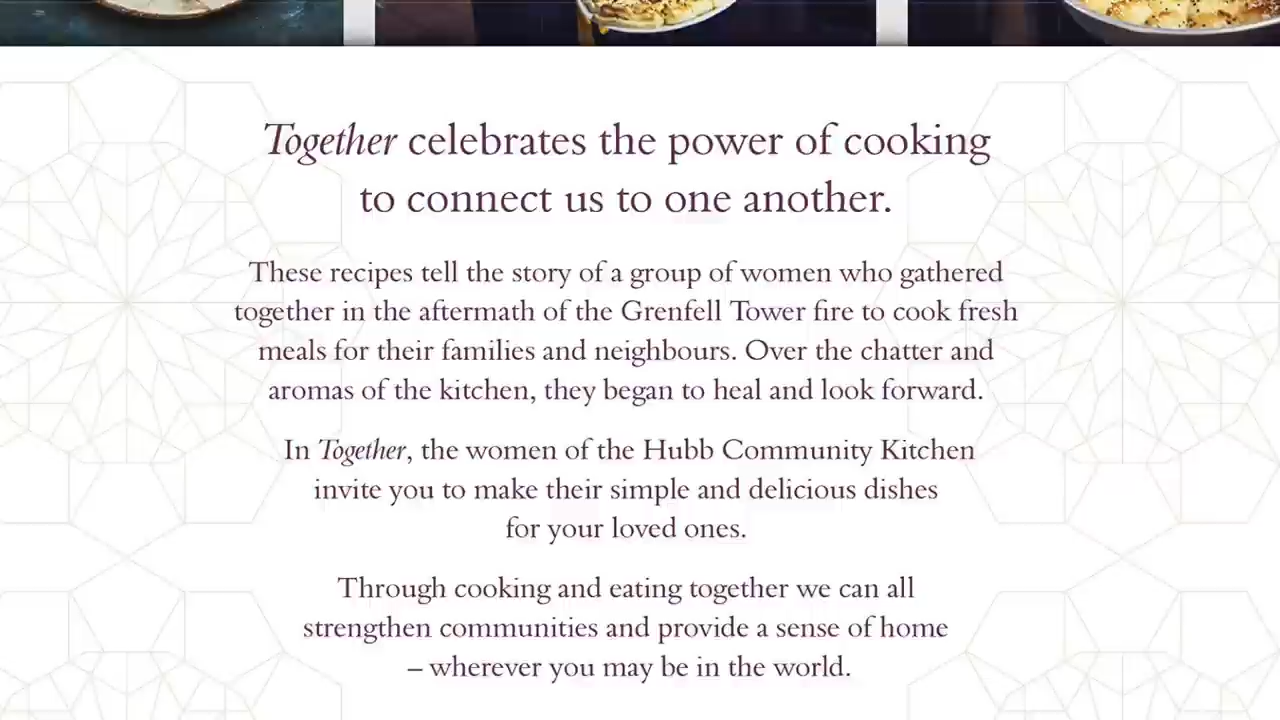 Together celebrates the power of cooking
to connect us to one another.
These recipes tell the story of a group of women who gathered
together in the aftermath of the Grenfell Tower fire to cook fresh
meals for their families and neighbours. Over the chatter and
aromas of the kitchen, they began to heal and look forward.
In Together, the women of the Hubb Community Kitchen
invite you to make their simple and delicious dishes
for your loved ones.
Through cooking and eating together we can all
strengthen communities and provide a sense of home
– wherever you may be in the world.